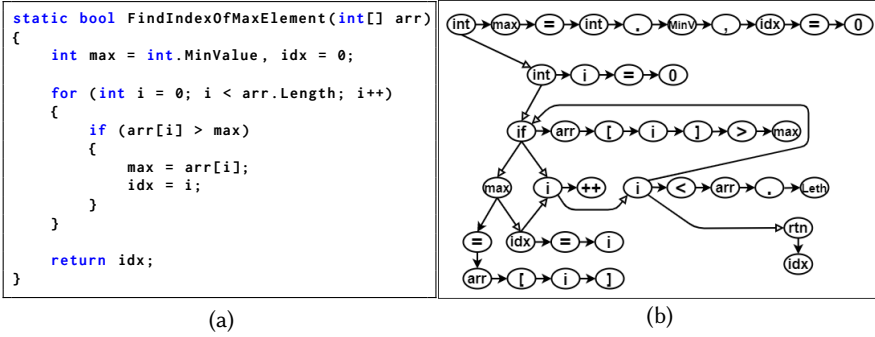 static bool FindIndexOfMaxElement(int[] arr)
{
    int max = int.MinValue, idx = 0;
    for (int i = 0; i < arr.Length; i++)
    {
        if (arr[i] > max)
        {
            max = arr[i];
            idx = i;
        }
    }
    return idx;
}
(a)
int max = int . MinV , idx = 0
int i = 0
if arr [ i ] > max
max i ++ i < arr . Leth
= idx = i rtn
arr [ i ] idx
(b)